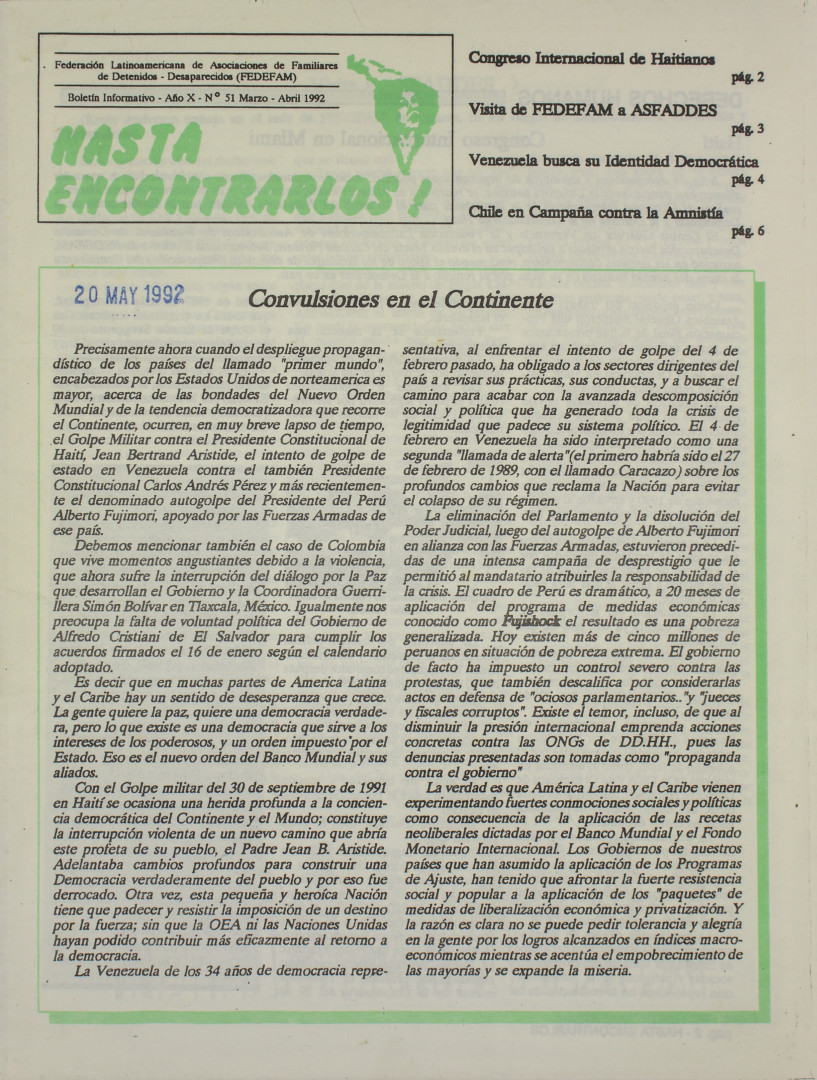 Federación Latinoamericana de Asociaciones de Familiares
de Detenidos - Desaparecidos (FEDEFAM)
Boletín Informativo - Año X - Nº 51 Marzo - Abril 1992
HASTA
ENCONTRARLOS!
Congreso Internacional de Haitianos
pág. 2
Visita de FEDEFAM a ASFADDES
pág. 3
Venezuela busca su Identidad Democrática
pág. 4
Chile en Campaña contra la Amnistía
pág. 6
20 MAY 1992
Convulsiones en el Continente
Precisamente ahora cuando el despliegue propagan-
dístico de los países del llamado "primer mundo",
encabezados por los Estados Unidos de norteamerica es
mayor, acerca de las bondades del Nuevo Orden
Mundial y de la tendencia democratizadora que recorre
el Continente, ocurren, en muy breve lapso de tiempo,
el Golpe Militar contra el Presidente Constitucional de
Haití, Jean Bertrand Aristide, el intento de golpe de
estado en Venezuela contra el también Presidente
Constitucional Carlos Andrés Pérez y más recientemen-
te el denominado autogolpe del Presidente del Perú
Alberto Fujimori, apoyado por las Fuerzas Armadas de
ese país.
Debemos mencionar también el caso de Colombia
que vive momentos angustiantes debido a la violencia,
que ahora sufre la interrupción del diálogo por la Paz
que desarrollan el Gobierno y la Coordinadora Guerri-
llera Simón Bolívar en Tlaxcala, México. Igualmente nos
preocupa la falta de voluntad política del Gobierno de
Alfredo Cristiani de El Salvador para cumplir los
acuerdos firmados el 16 de enero según el calendario
adoptado.
Es decir que en muchas partes de America Latina
y el Caribe hay un sentido de desesperanza que crece.
La gente quiere la paz, quiere una democracia verdade-
ra, pero lo que existe es una democracia que sirve a los
intereses de los poderosos, y un orden impuesto por el
Estado. Eso es el nuevo orden del Banco Mundial y sus
aliados.
Con el Golpe militar del 30 de septiembre de 1991
en Haití se ocasiona una herida profunda a la concien-
cia democrática del Continente y el Mundo; constituye
la interrupción violenta de un nuevo camino que abría
este profeta de su pueblo, el Padre Jean B. Aristide.
Adelantaba cambios profundos para construir una
Democracia verdaderamente del pueblo y por eso fue
derrocado. Otra vez, esta pequeña y heroíca Nación
tiene que padecer y resistir la imposición de un destino
por la fuerza; sin que la OEA ni las Naciones Unidas
hayan podido contribuir más eficazmente al retorno a
la democracia.
La Venezuela de los 34 años de democracia repre-
sentativa, al enfrentar el intento de golpe del 4 de
febrero pasado, ha obligado a los sectores dirigentes del
país a revisar sus prácticas, sus conductas, y a buscar el
camino para acabar con la avanzada descomposición
social y política que ha generado toda la crisis de
legitimidad que padece su sistema político. El 4 de
febrero en Venezuela ha sido interpretado como una
segunda "llamada de alerta"(el primero habría sido el 27
de febrero de 1989, con el llamado Caracazo) sobre los
profundos cambios que reclama la Nación para evitar
el colapso de su régimen.
La eliminación del Parlamento y la disolución del
Poder Judicial, luego del autogolpe de Alberto Fujimori
en alianza con las Fuerzas Armadas, estuvieron precedi-
das de una intensa campaña de desprestigio que le
permitió al mandatario atribuirles la responsabilidad de
la crisis. El cuadro de Perú es dramático, a 20 meses de
aplicación del programa de medidas económicas
conocido como Fujishock el resultado es una pobreza
generalizada. Hoy existen más de cinco millones de
peruanos en situación de pobreza extrema. El gobierno
de facto ha impuesto un control severo contra las
protestas, que también descalifica por considerarlas
actos en defensa de "ociosos parlamentarios.."y "jueces
y fiscales corruptos". Existe el temor, incluso, de que al
disminuir la presión internacional emprenda acciones
concretas contra las ONGs de DD.HH., pues las
denuncias presentadas son tomadas como "propaganda
contra el gobierno"
La verdad es que América Latina y el Caribe vienen
experimentando fuertes conmociones sociales y políticas
como consecuencia de la aplicación de las recetas
neoliberales dictadas por el Banco Mundial y el Fondo
Monetario Internacional. Los Gobiernos de nuestros
países que han asumido la aplicación de los Programas
de Ajuste, han tenido que afrontar la fuerte resistencia
social y popular a la aplicación de los "paquetes" de
medidas de liberalización económica y privatización. Y
la razón es clara no se puede pedir tolerancia y alegría
en la gente por los logros alcanzados en índices macro-
económicos mientras se acentúa el empobrecimiento de
las mayorías y se expande la miseria.